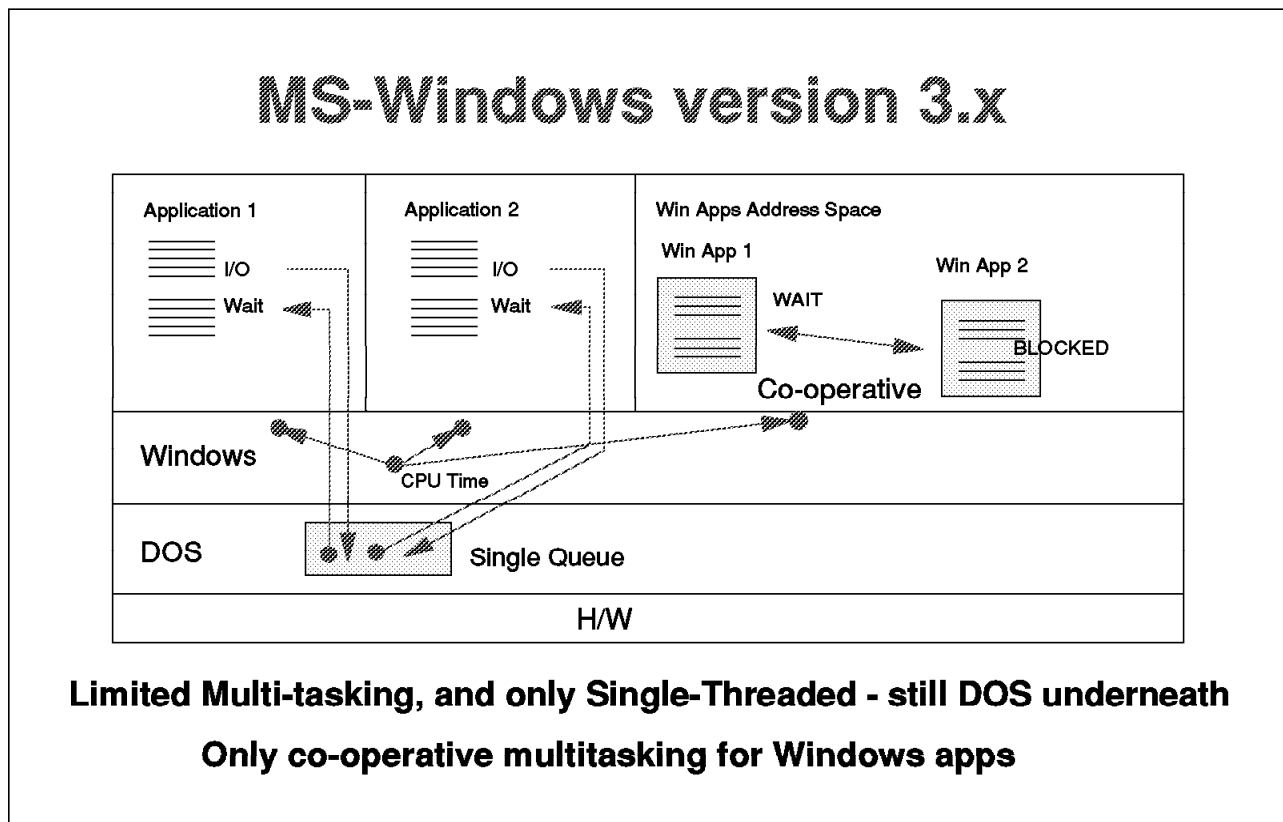 MS-Windows version 3.x
Application 1
Application 2
Win Apps Address Space
Win App 1
Win App 2
I/O
I/O
Wait
Wait
WAIT
BLOCKED
Co-operative
Windows
CPU Time
DOS
Single Queue
H/W
Limited Multi-tasking, and only Single-Threaded - still DOS underneath
Only co-operative multitasking for Windows apps